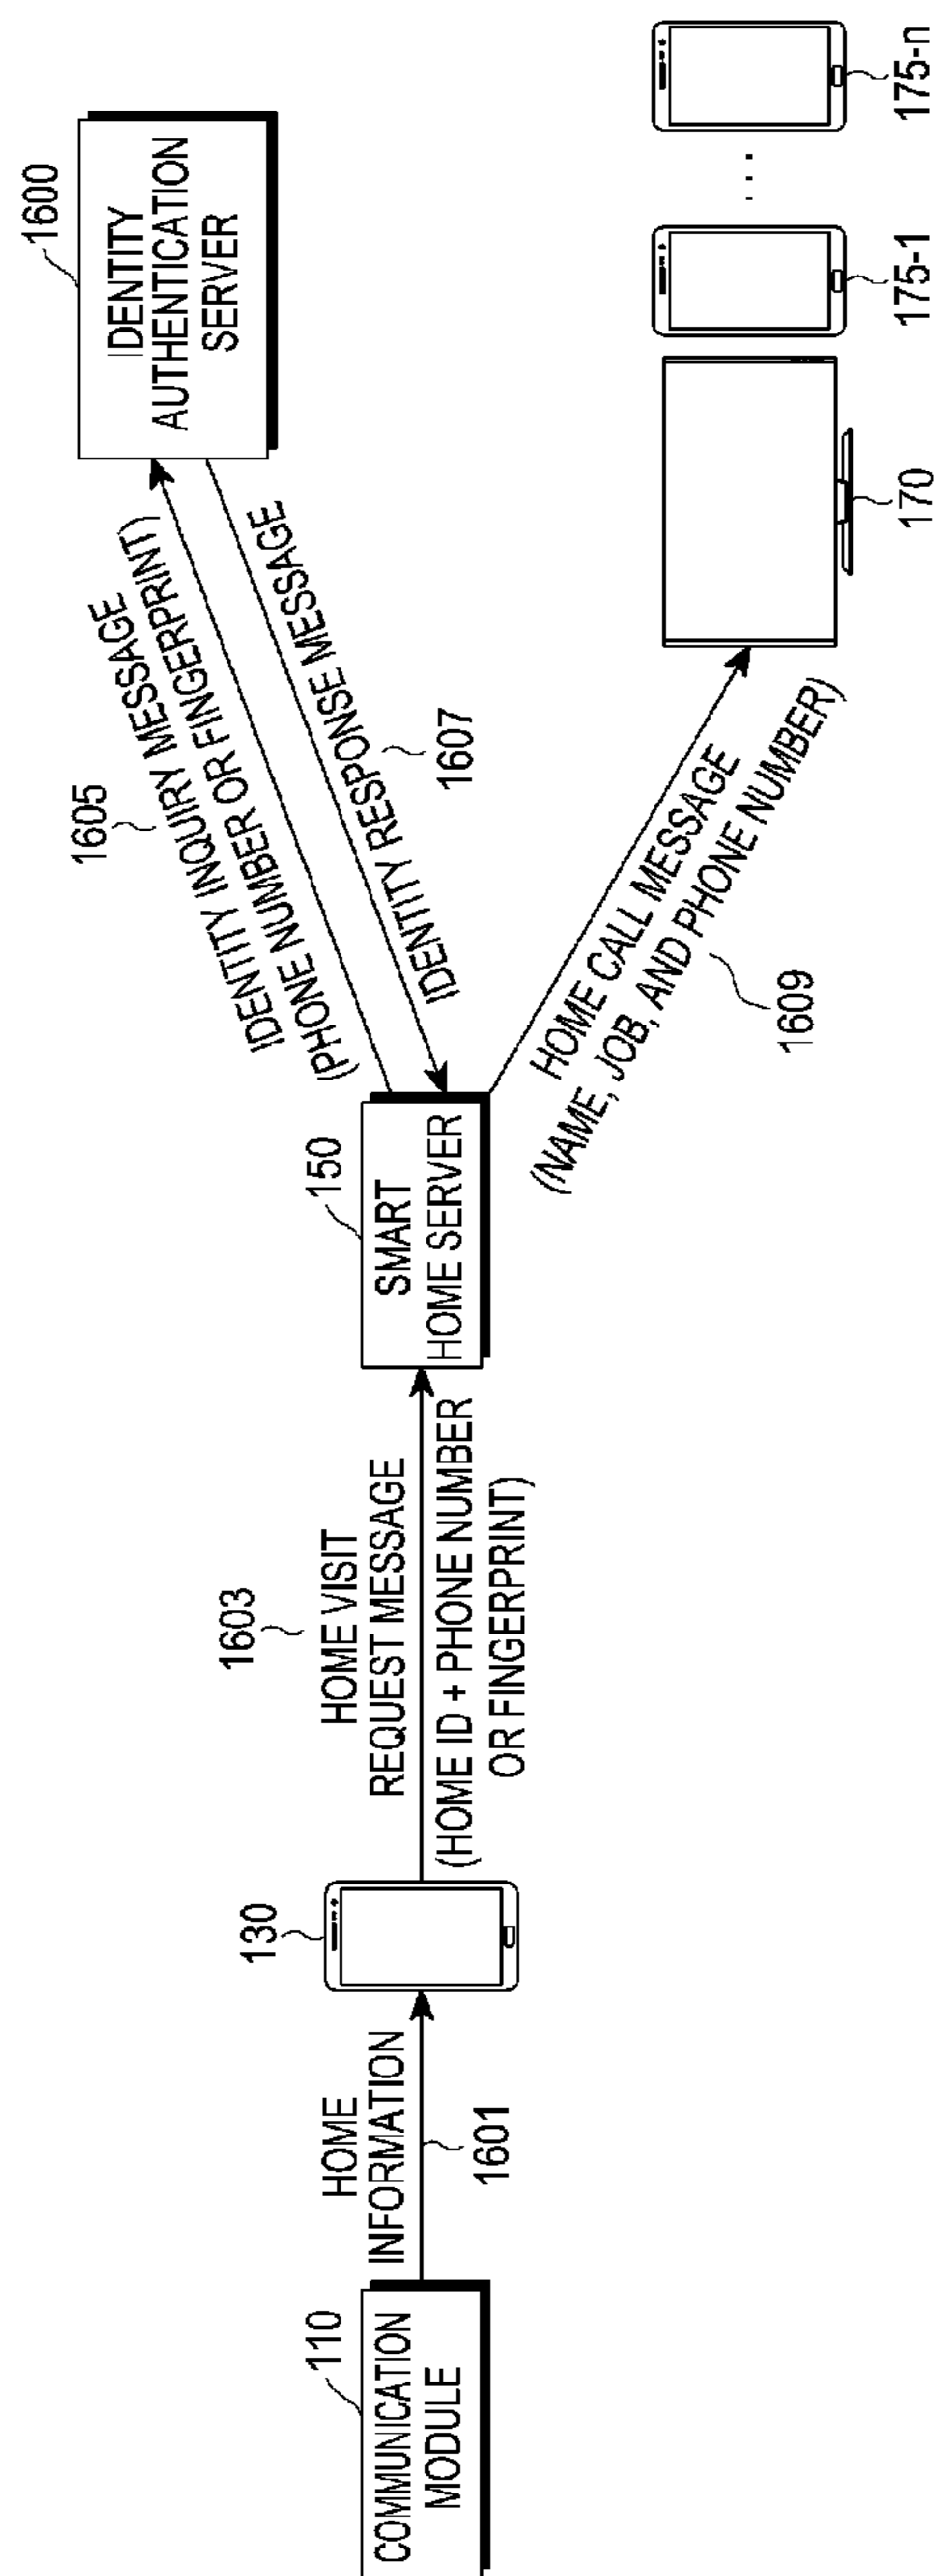 1600
IDENTITY
AUTHENTICATION
SERVER
1605
IDENTITY INQUIRY MESSAGE
(PHONE NUMBER OR FINGERPRINT)
IDENTITY RESPONSE MESSAGE
1607
110
COMMUNICATION
MODULE
HOME
INFORMATION
1601
130
1603
HOME VISIT
REQUEST MESSAGE
(HOME ID + PHONE NUMBER
OR FINGERPRINT)
150
SMART
HOME SERVER
HOME CALL MESSAGE
(NAME, JOB, AND PHONE NUMBER)
1609
170
175-1
...
175-n